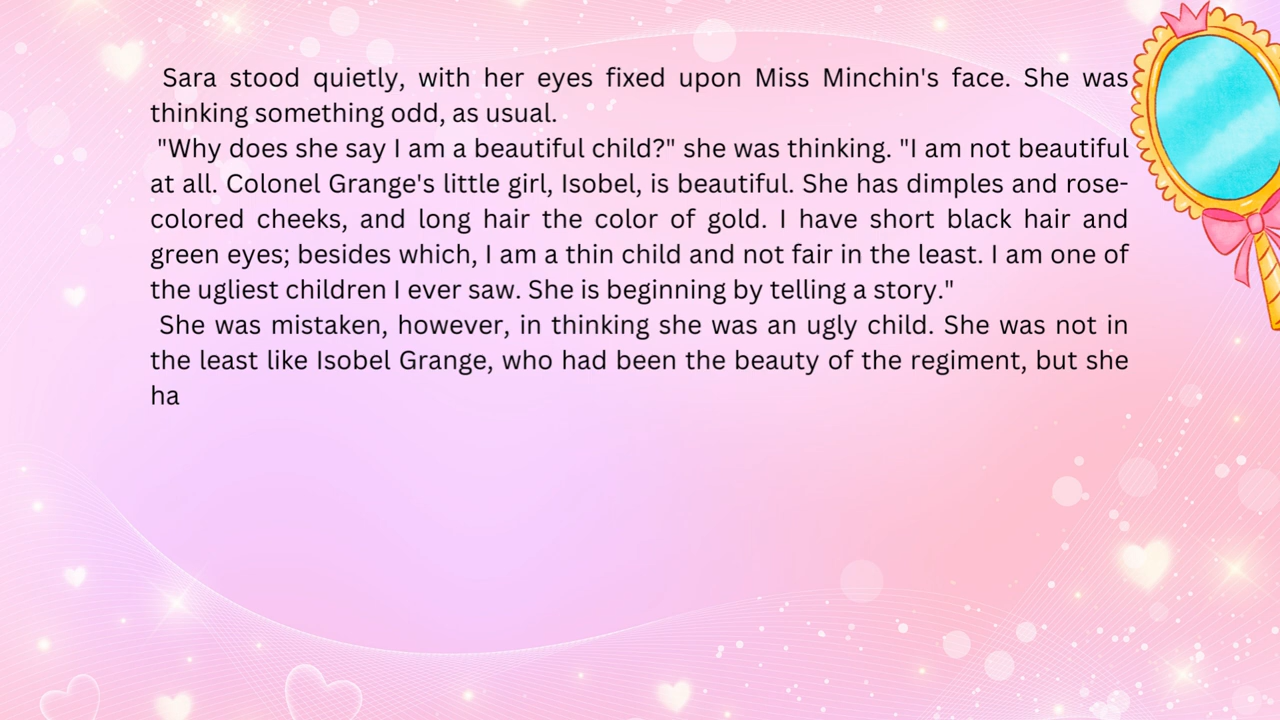 Sara stood quietly, with her eyes fixed upon Miss Minchin's face. She was
thinking something odd, as usual.
"Why does she say I am a beautiful child?" she was thinking. "I am not beautiful
at all. Colonel Grange's little girl, Isobel, is beautiful. She has dimples and rose-
colored cheeks, and long hair the color of gold. I have short black hair and
green eyes; besides which, I am a thin child and not fair in the least. I am one of
the ugliest children I ever saw. She is beginning by telling a story."
She was mistaken, however, in thinking she was an ugly child. She was not in
the least like Isobel Grange, who had been the beauty of the regiment, but she
ha